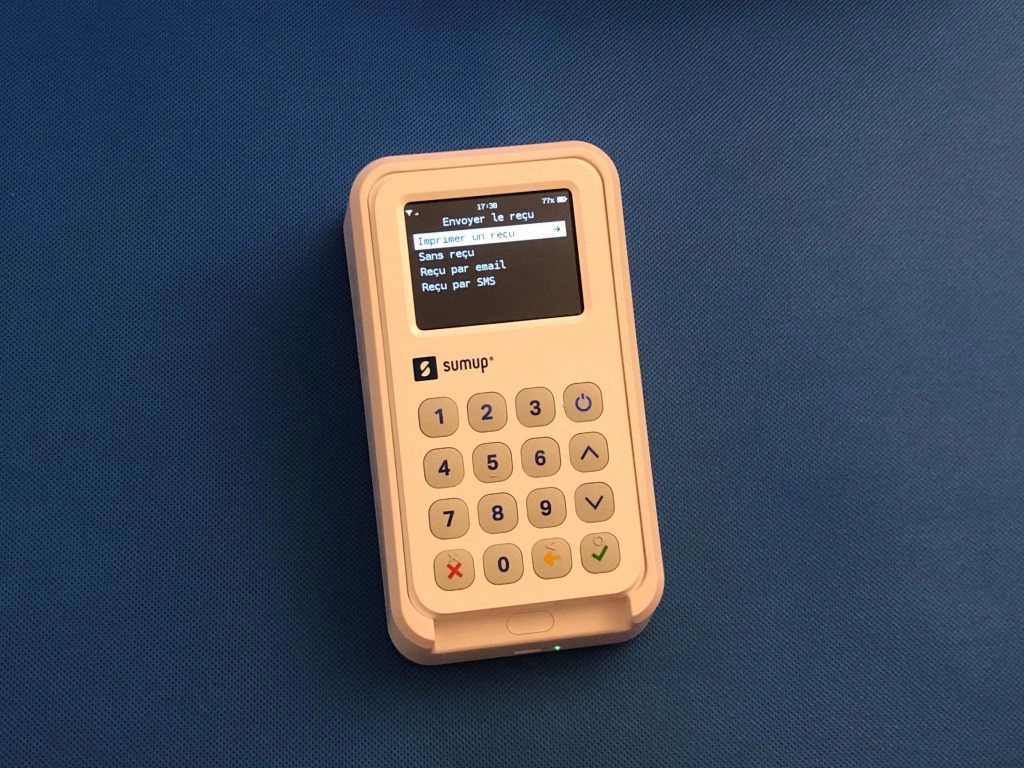 17:38 77%
Envoyer le reçu
Imprimer un reçu →
Sans reçu
Reçu par email
Reçu par SMS
sumup®
1 2 3
4 5 6
7 8 9
0